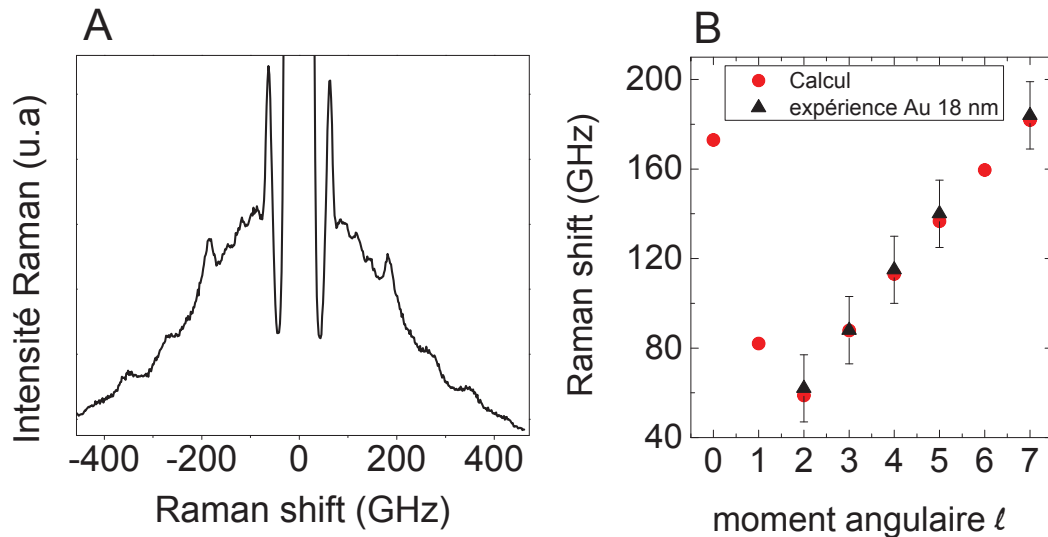 A
Intensité Raman (u.a)
-400
-200
0
200
400
Raman shift (GHz)
B
Calcul
expérience Au 18 nm
Raman shift (GHz)
200
160
120
80
40
0
1
2
3
4
5
6
7
moment angulaire ℓ